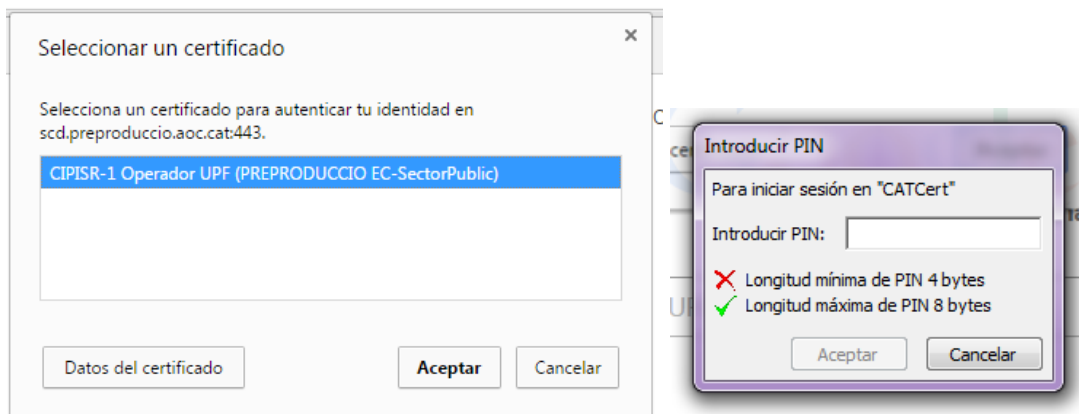 Seleccionar un certificado
Selecciona un certificado para autenticar tu identidad en
scd.preproduccio.aoc.cat:443.
CIPISR-1 Operador UPF (PREPRODUCCIO EC-SectorPublic)
Datos del certificado
Aceptar
Cancelar
Introducir PIN
Para iniciar sesión en "CATCert"
Introducir PIN:
Longitud mínima de PIN 4 bytes
Longitud máxima de PIN 8 bytes
Aceptar
Cancelar